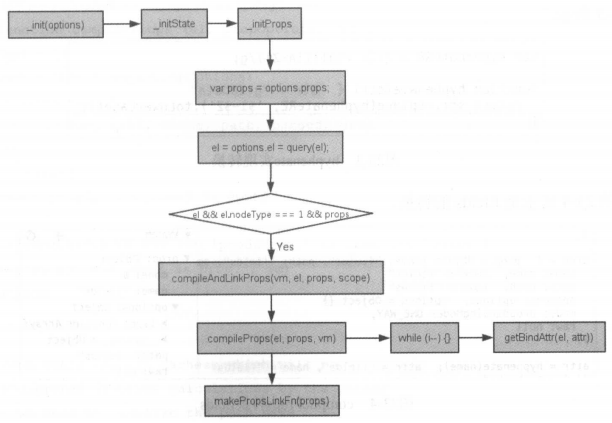 _init(options)
_initState
_initProps
var props = options.props;
el = options.el = query(el);
el && el.nodeType === 1 && props
Yes
compileAndLinkProps(vm, el, props, scope)
compileProps(el, props, vm)
while (i--) {}
getBindAttr(el, attr))
makePropsLinkFn(props)